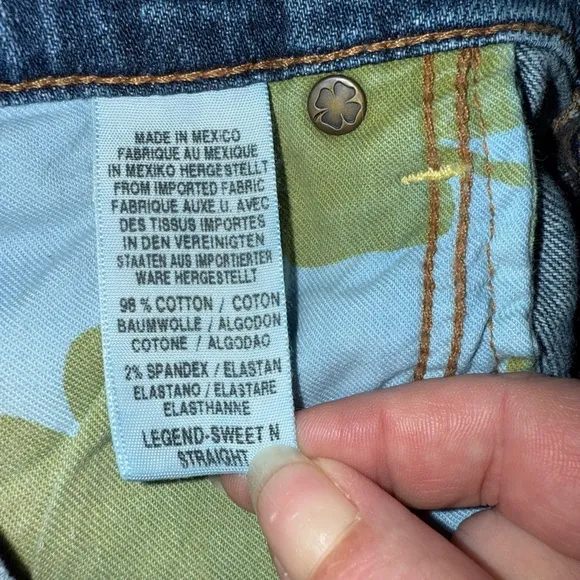 MADE IN MEXICO
FABRIQUE AU MEXIQUE
IN MEXIKO HERGESTELLT
FROM IMPORTED FABRIC
FABRIQUE AUXE.U. AVEC
DES TISSUS IMPORTES
IN DEN VEREINIGTEN
STAATEN AUS IMPORTIERTER
WARE HERGESTELLT
98 % COTTON / COTON
BAUMWOLLE / ALGODON
COTONE / ALGODAO
2% SPANDEX / ELASTAN
ELASTANO / ELASTARE
ELASTHANNE
LEGEND-SWEET N
STRAIGHT